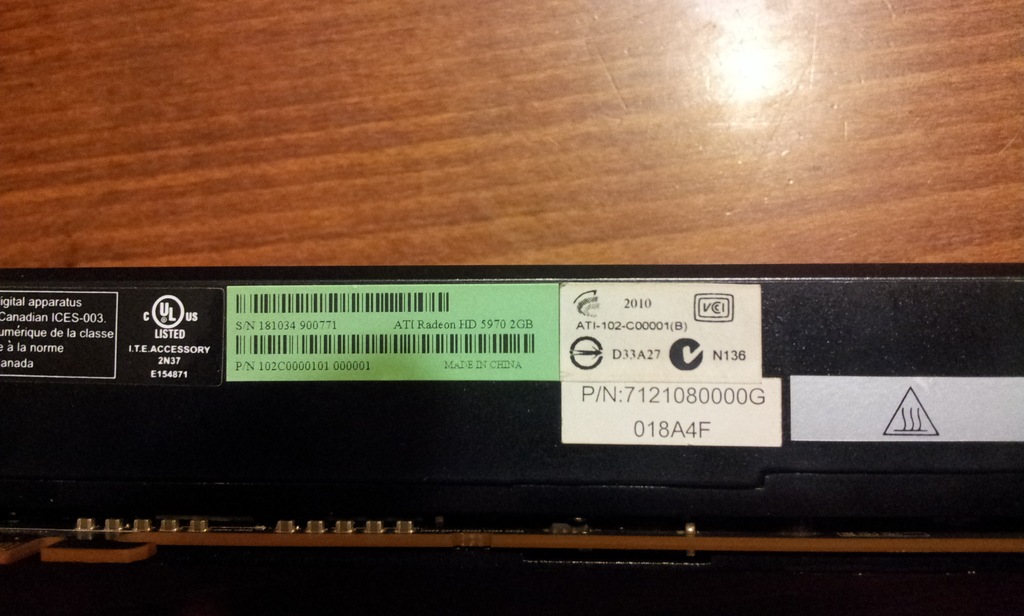 igital apparatus
Canadian ICES-003.
umérique de la classe
e à la norme
anada
C UL US
LISTED
I.T.E.ACCESSORY
2N37
E154871
S/N 181034 900771 ATI Radeon HD 5970 2GB
P/N 102C0000101 000001 MADE IN CHINA
2010 VCI
ATI-102-C00001(B)
D33A27 N136
P/N:7121080000G
018A4F